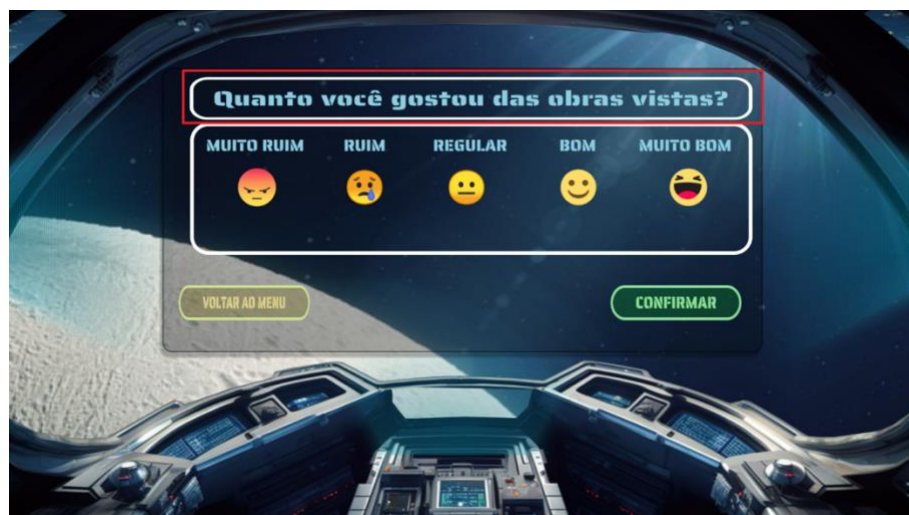 Quanto você gostou das obras vistas?
MUITO RUIM RUIM REGULAR BOM MUITO BOM
VOLTAR AO MENU CONFIRMAR